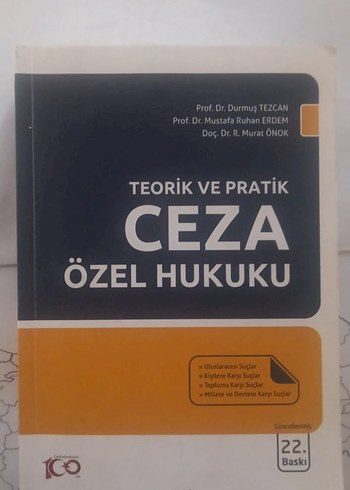 Prof. Dr. Durmuş TEZCAN
Prof. Dr. Mustafa Ruhan ERDEM
Doç. Dr. R. Murat ÖNOK
TEORİK VE PRATİK
CEZA
ÖZEL HUKUKU
» Uluslararası Suçlar
» Kişilere Karşı Suçlar
» Topluma Karşı Suçlar
» Millete ve Devlete Karşı Suçlar
Güncellenmiş
22.
Baskı
100